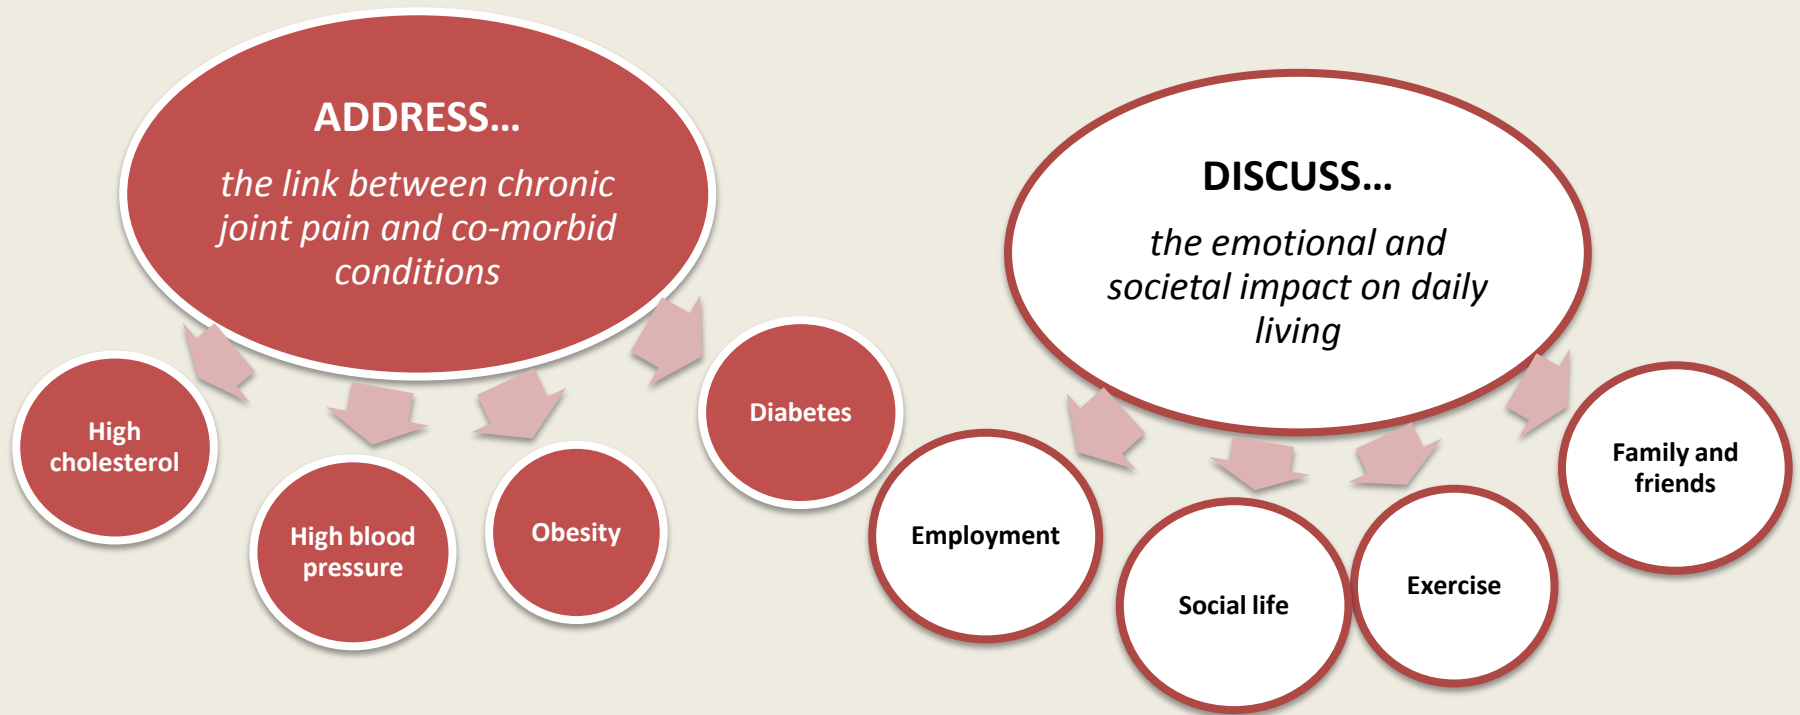 ADDRESS...
the link between chronic
joint pain and co-morbid
conditions
High
cholesterol
High blood
pressure
Obesity
Diabetes
DISCUSS...
the emotional and
societal impact on daily
living
Employment
Social life
Exercise
Family and
friends